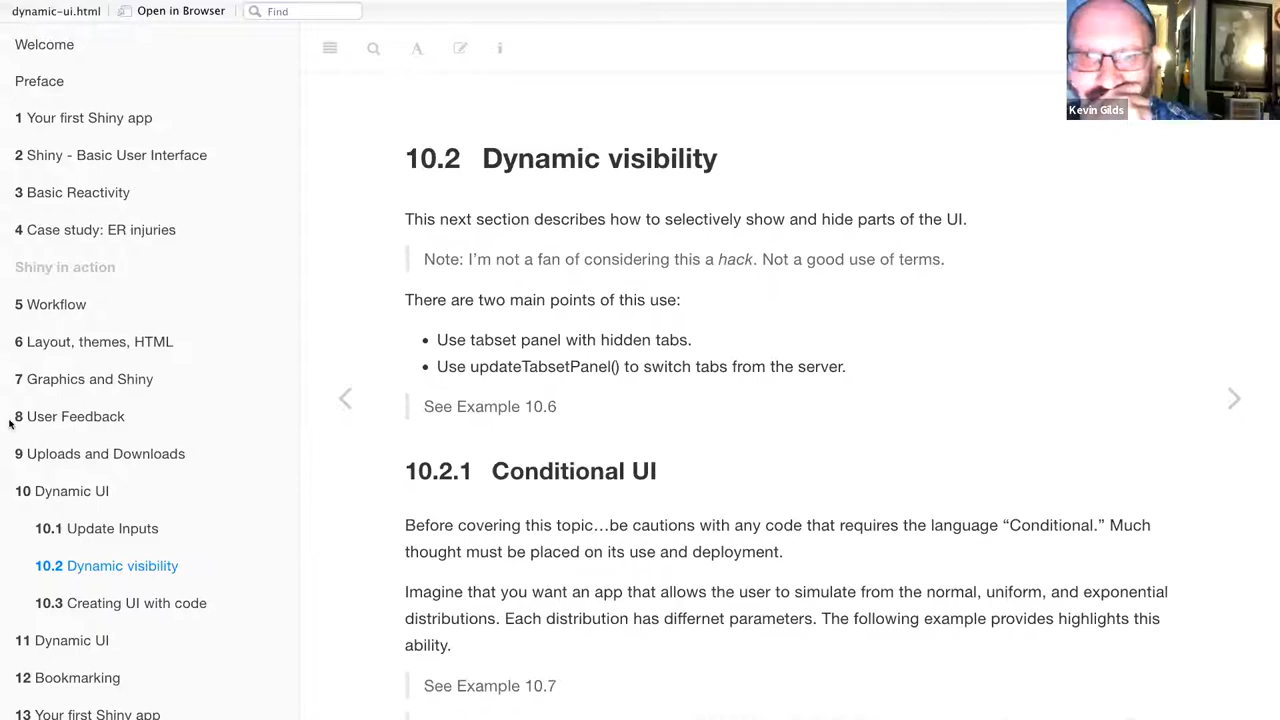 dynamic-ui.html
Open in Browser
Find
Welcome
Preface
1 Your first Shiny app
2 Shiny - Basic User Interface
3 Basic Reactivity
4 Case study: ER injuries
Shiny in action
5 Workflow
6 Layout, themes, HTML
7 Graphics and Shiny
8 User Feedback
9 Uploads and Downloads
10 Dynamic UI
10.1 Update Inputs
10.2 Dynamic visibility
10.3 Creating UI with code
11 Dynamic UI
12 Bookmarking
13 Your first Shiny app
Kevin Gilds
10.2 Dynamic visibility
This next section describes how to selectively show and hide parts of the UI.
Note: I’m not a fan of considering this a hack. Not a good use of terms.
There are two main points of this use:
• Use tabset panel with hidden tabs.
• Use updateTabsetPanel() to switch tabs from the server.
See Example 10.6
10.2.1 Conditional UI
Before covering this topic…be cautions with any code that requires the language “Conditional.” Much
thought must be placed on its use and deployment.
Imagine that you want an app that allows the user to simulate from the normal, uniform, and exponential
distributions. Each distribution has differnet parameters. The following example provides highlights this
ability.
See Example 10.7